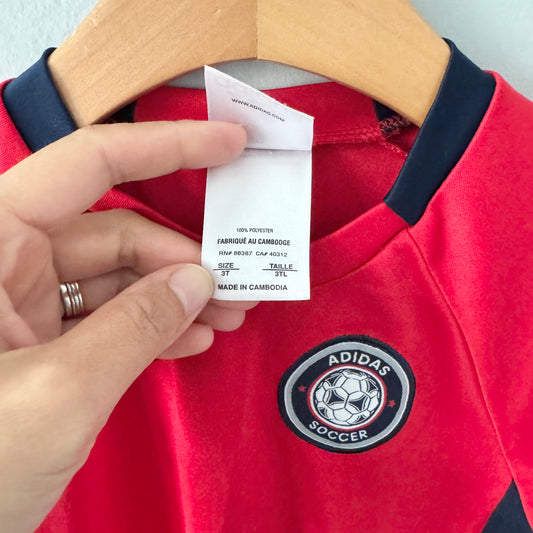 WWW.ADIDAS.COM
100% POLYESTER
FABRIQUÉ AU CAMBODGE
RN# 88387 CA# 40312
SIZE TAILLE
3T 3TL
MADE IN CAMBODIA
ADIDAS
SOCCER